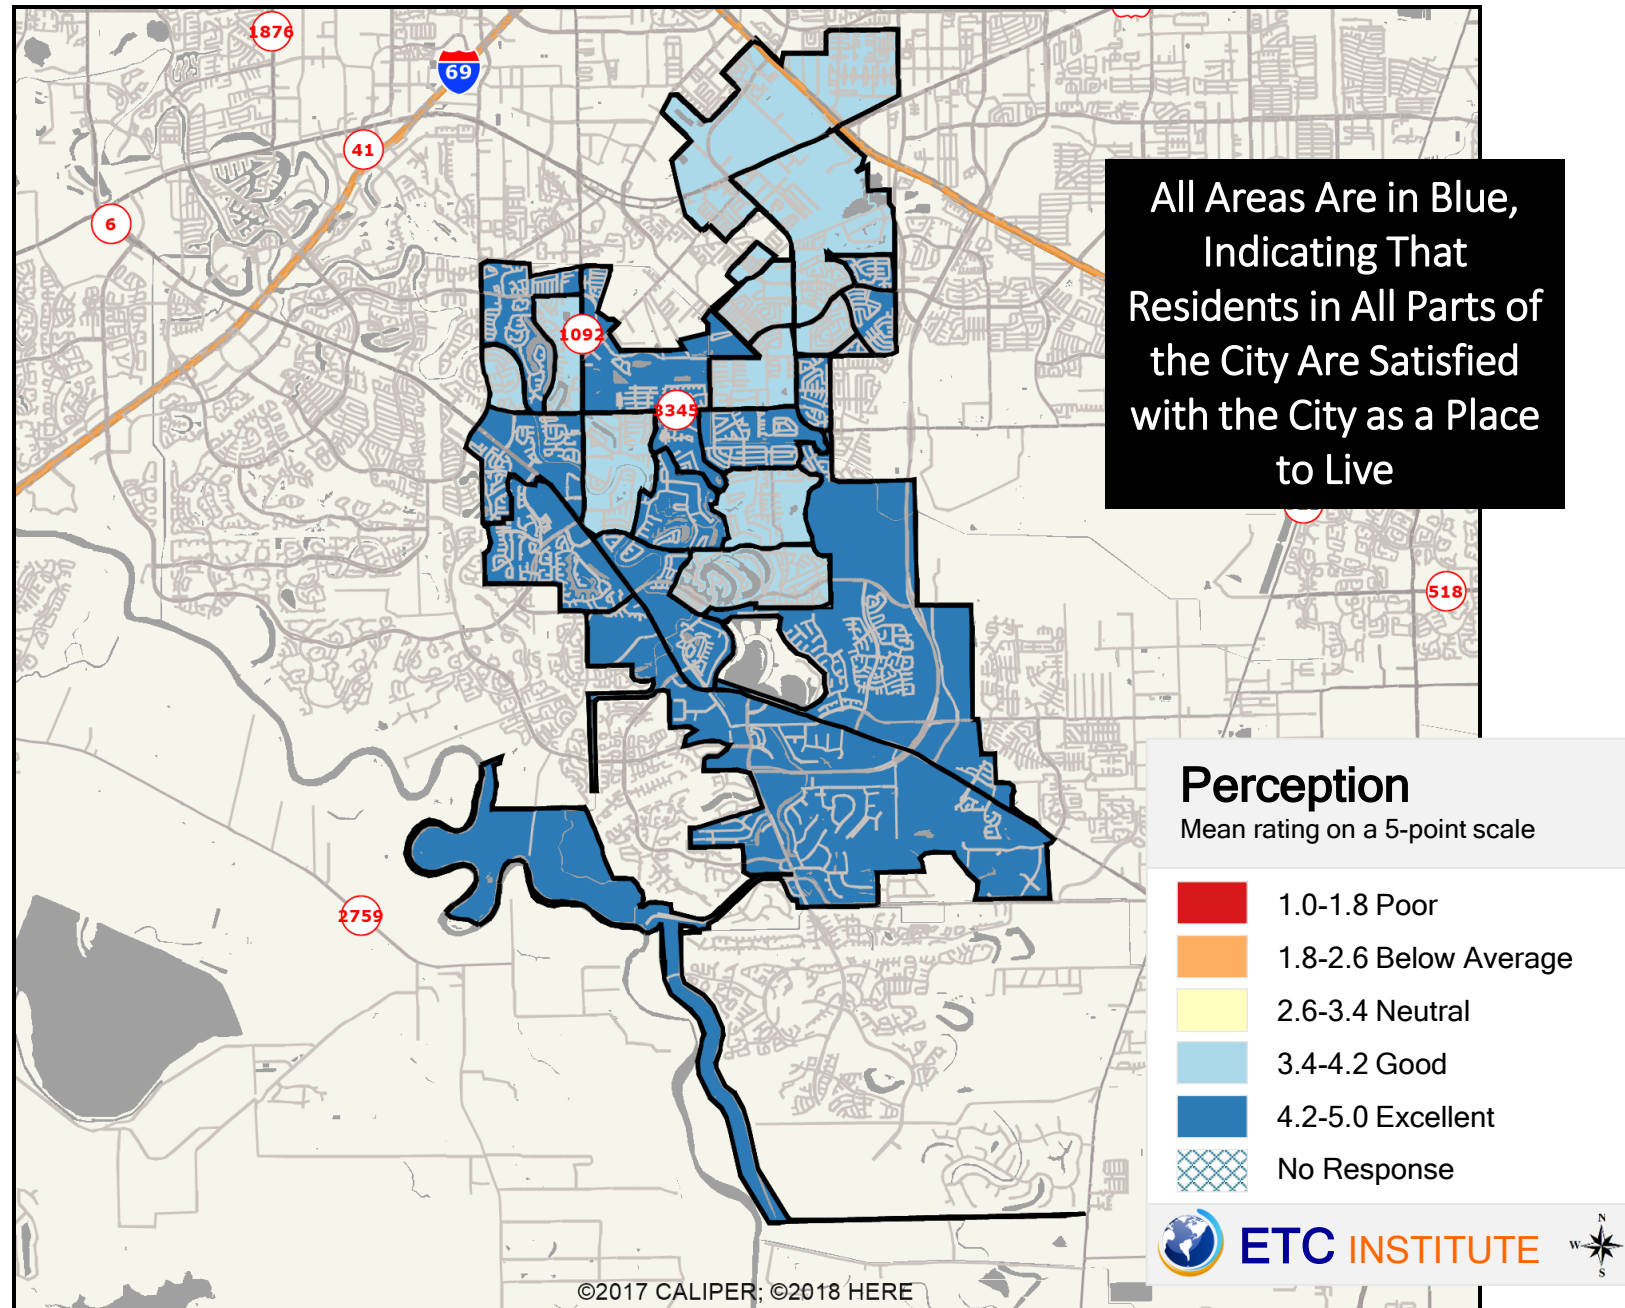 1876
69
41
6
All Areas Are in Blue,
Indicating That
Residents in All Parts of
the City Are Satisfied
with the City as a Place
to Live
1092
3345
518
2759
Perception
Mean rating on a 5-point scale
1.0-1.8 Poor
1.8-2.6 Below Average
2.6-3.4 Neutral
3.4-4.2 Good
4.2-5.0 Excellent
No Response
ETC INSTITUTE
N
W
S
©2017 CALIPER; ©2018 HERE